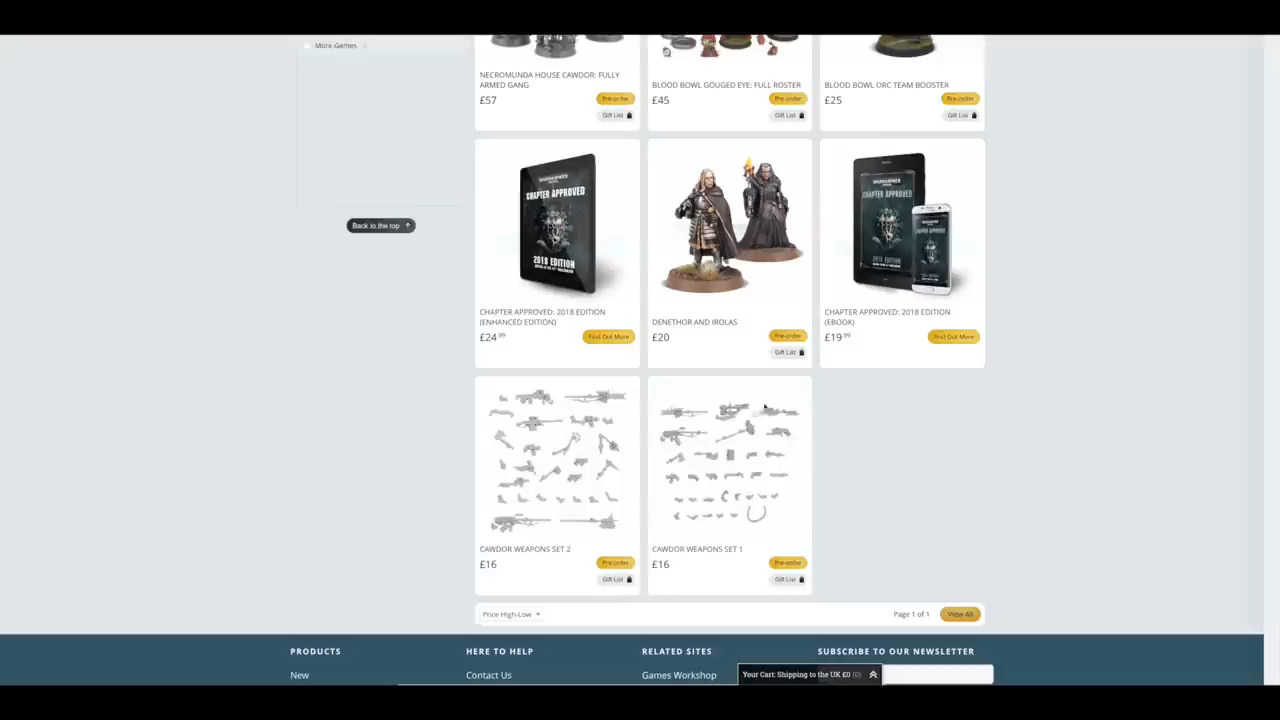 More Games
NECROMUNDA HOUSE CAWDOR: FULLY
ARMED GANG
£57
Pre-order
Gift List
BLOOD BOWL GOUGED EYE: FULL ROSTER
£45
Pre-order
Gift List
BLOOD BOWL ORC TEAM BOOSTER
£25
Pre-order
Gift List
Back to the top
CHAPTER APPROVED
2018 EDITION
CHAPTER APPROVED: 2018 EDITION
(ENHANCED EDITION)
£24.99
Find Out More
DENETHOR AND IROLAS
£20
Pre-order
Gift List
CHAPTER APPROVED
2018 EDITION
CHAPTER APPROVED: 2018 EDITION
(EBOOK)
£19.99
Find Out More
CAWDOR WEAPONS SET 2
£16
Pre-order
Gift List
CAWDOR WEAPONS SET 1
£16
Pre-order
Gift List
Price High-Low
Page 1 of 1
View All
PRODUCTS
HERE TO HELP
RELATED SITES
SUBSCRIBE TO OUR NEWSLETTER
New
Contact Us
Games Workshop
Your Cart: Shipping to the UK £0 (0)